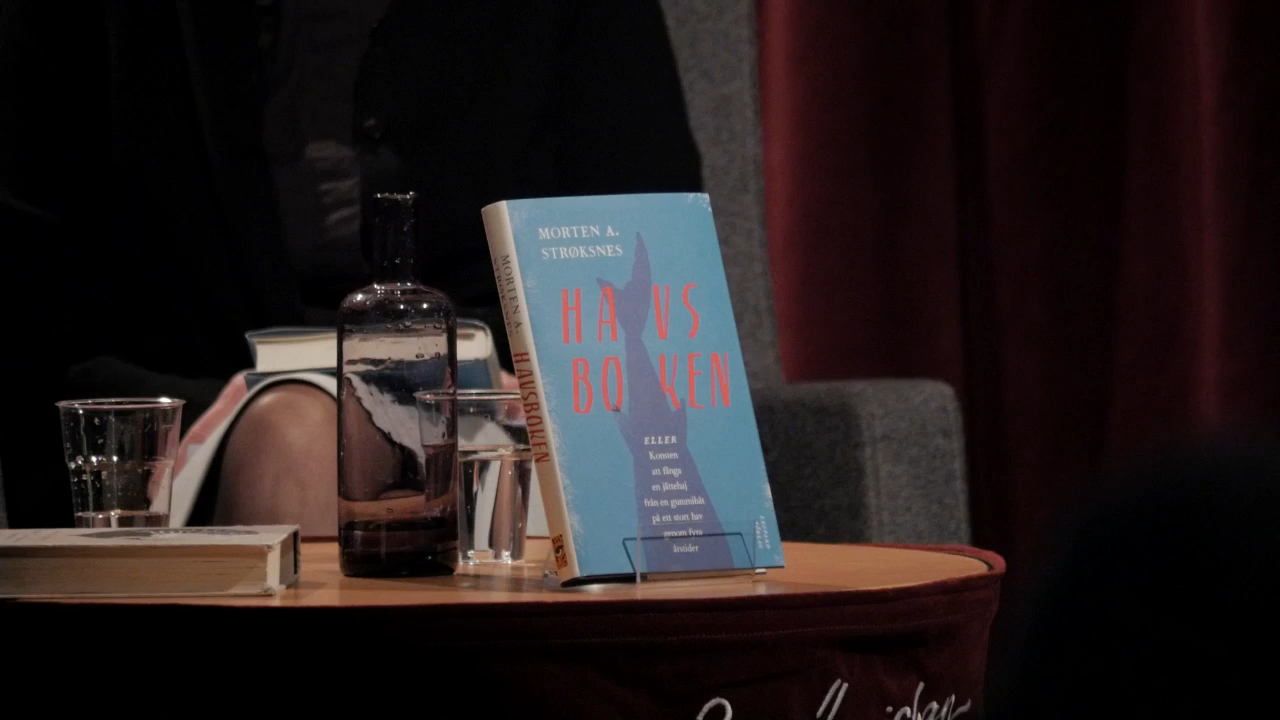 MORTEN A.
STRØKSNES
HAVS
BOKEN
ELLER
Konsten
att fånga
en jättehaj
från en gummibåt
på ett stort hav
genom fyra
årstider
MORTEN A.
STRØKSNES
HAVSBOKEN